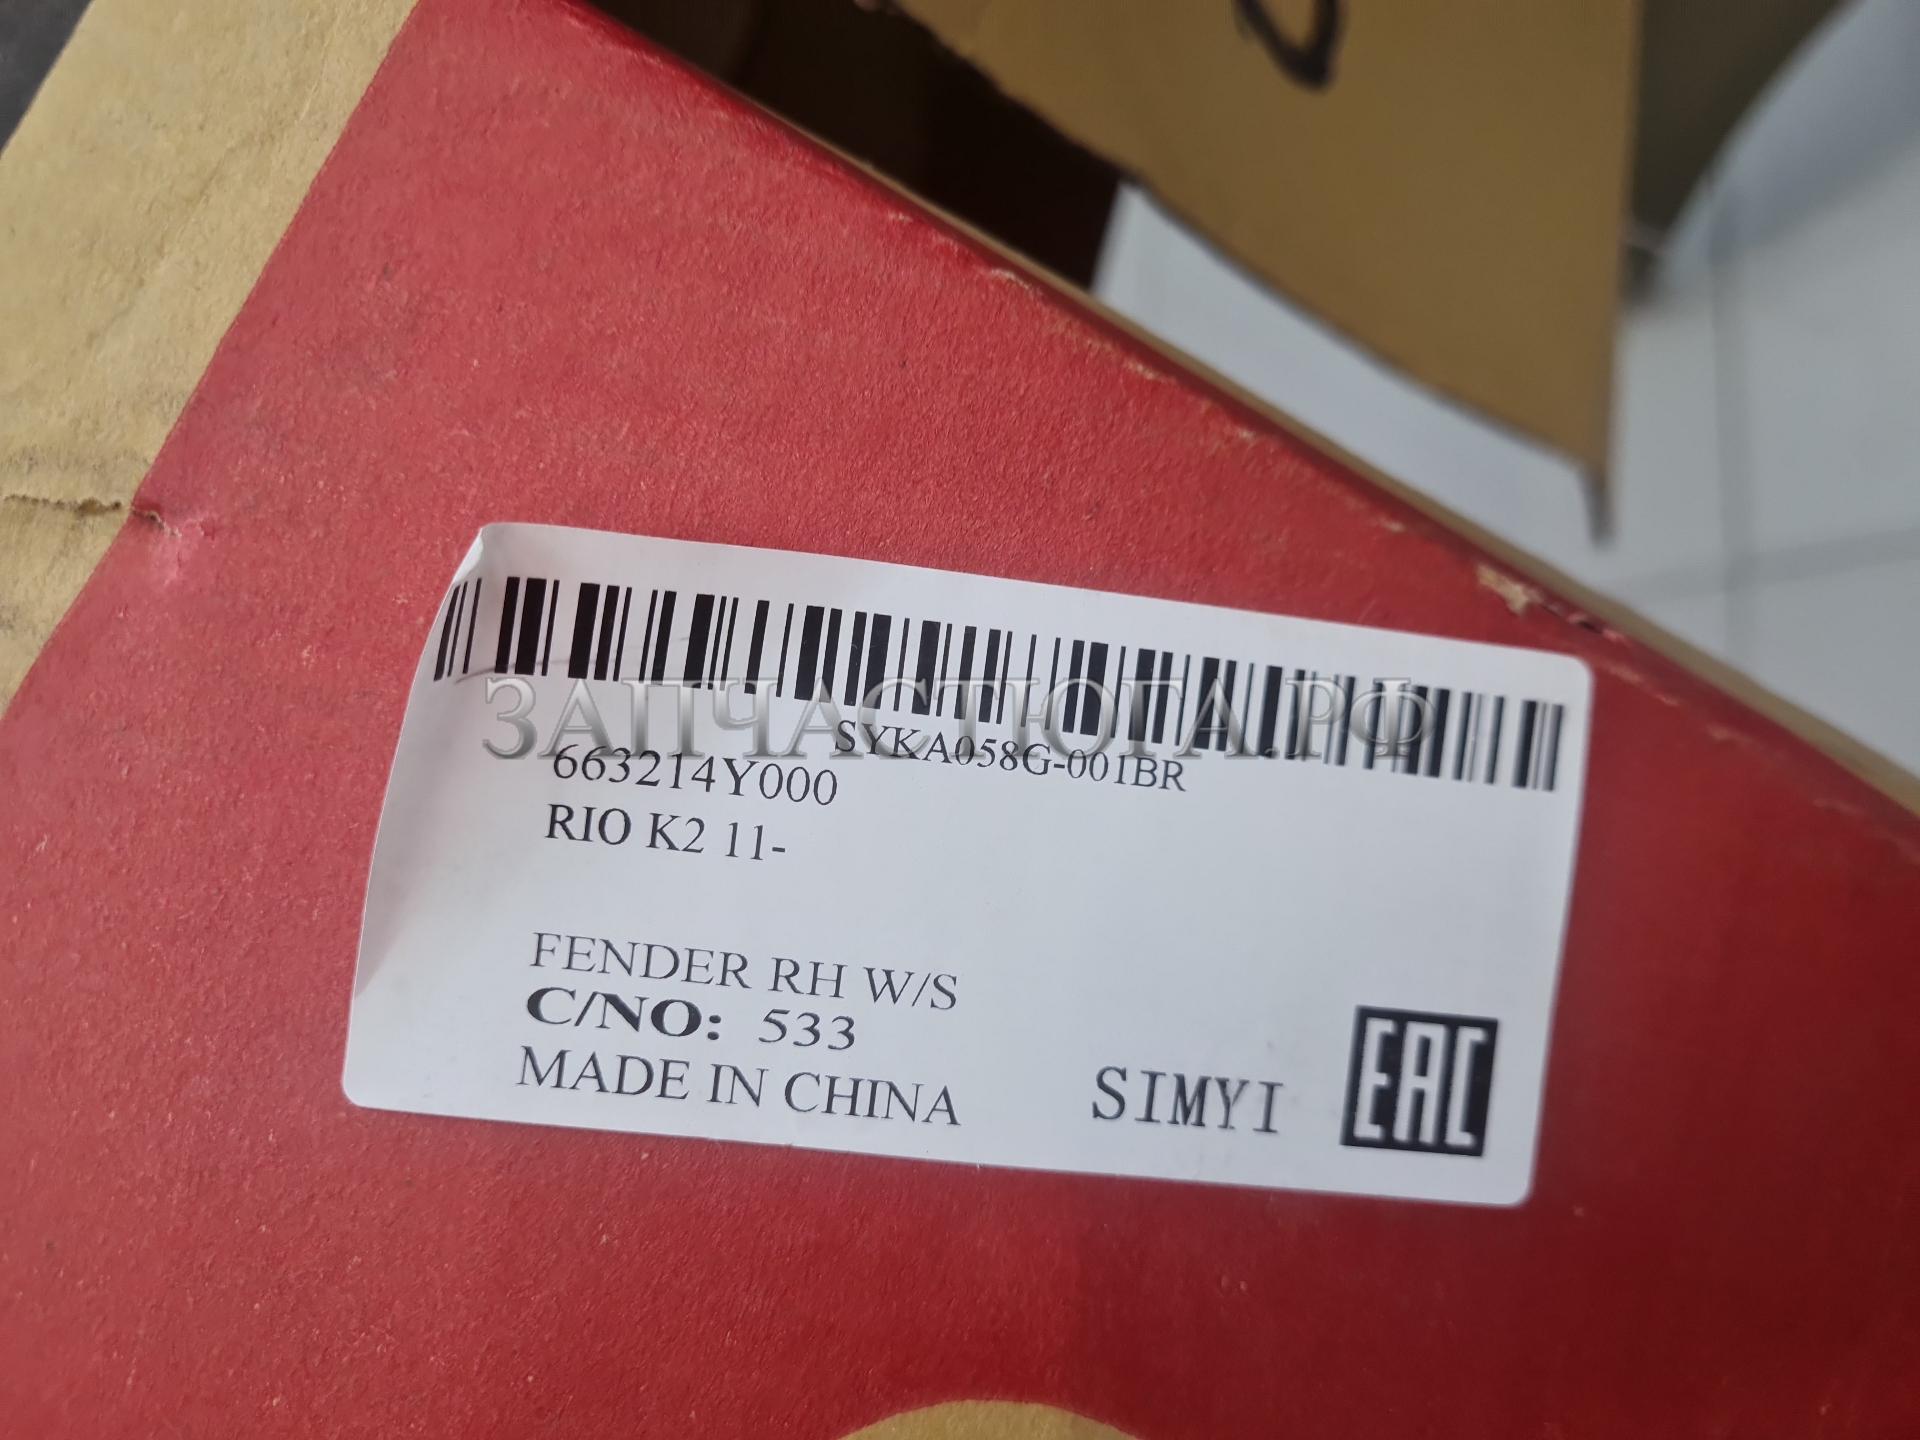 ЗАПЧАСТЮГА.РФ
SYKA058G-001BR
663214Y000
RIO K2 11-
FENDER RH W/S
C/NO: 533
MADE IN CHINA
SIMYI
EAC